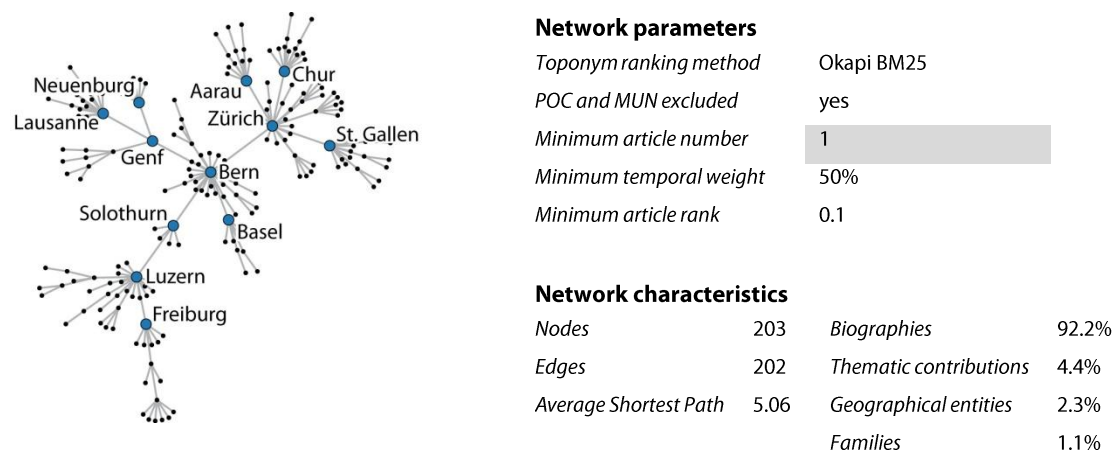 Neuenburg
Lausanne
Genf
Aarau
Chur
Zürich
St. Gallen
Bern
Solothurn
Basel
Luzern
Freiburg
Network parameters
Toponym ranking method Okapi BM25
POC and MUN excluded yes
Minimum article number 1
Minimum temporal weight 50%
Minimum article rank 0.1
Network characteristics
Nodes 203 Biographies 92.2%
Edges 202 Thematic contributions 4.4%
Average Shortest Path 5.06 Geographical entities 2.3%
Families 1.1%